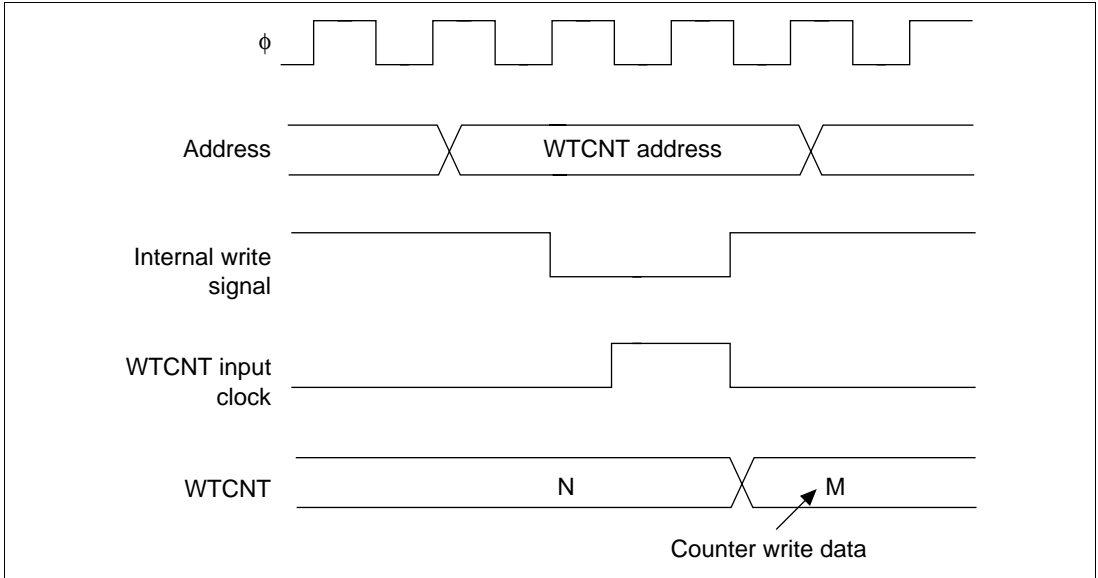 ϕ
Address
WTCNT address
Internal write
signal
WTCNT input
clock
WTCNT
N
M
Counter write data